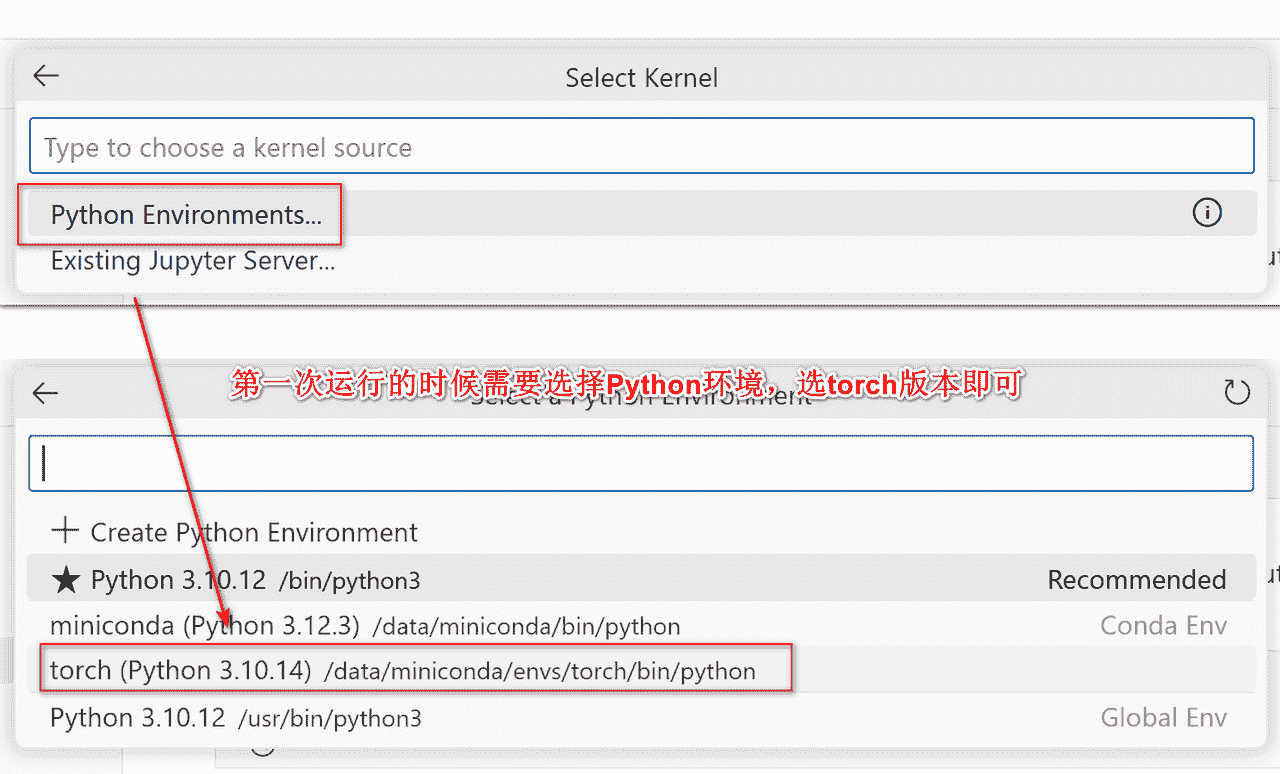 Select Kernel
Type to choose a kernel source
Python Environments...
Existing Jupyter Server...
第一次运行的时候需要选择Python环境，选torch版本即可
Select a Python Environment
Create Python Environment
Python 3.10.12 /bin/python3 Recommended
miniconda (Python 3.12.3) /data/miniconda/bin/python Conda Env
torch (Python 3.10.14) /data/miniconda/envs/torch/bin/python
Python 3.10.12 /usr/bin/python3 Global Env